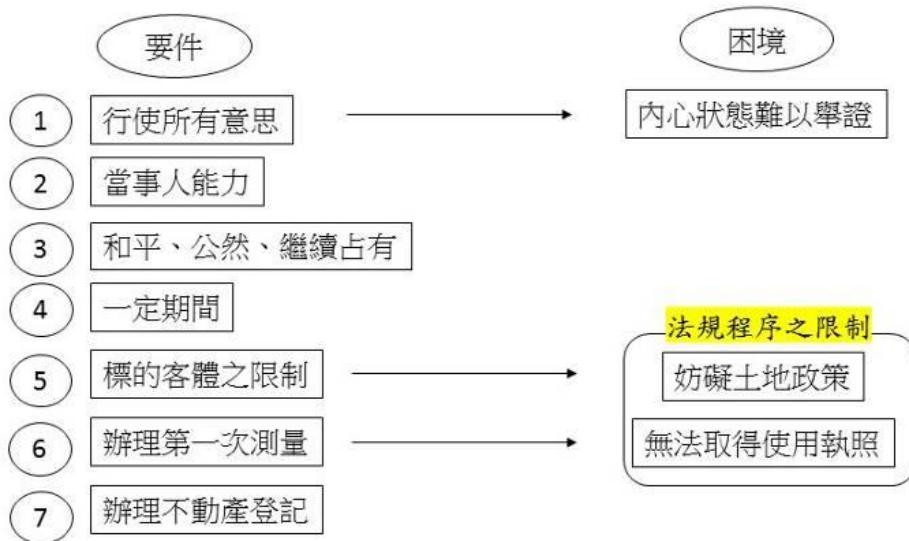 要件
困境
1
行使所有意思
內心狀態難以舉證
2
當事人能力
3
和平、公然、繼續占有
4
一定期間
法規程序之限制
5
標的客體之限制
妨礙土地政策
6
辦理第一次測量
無法取得使用執照
7
辦理不動產登記